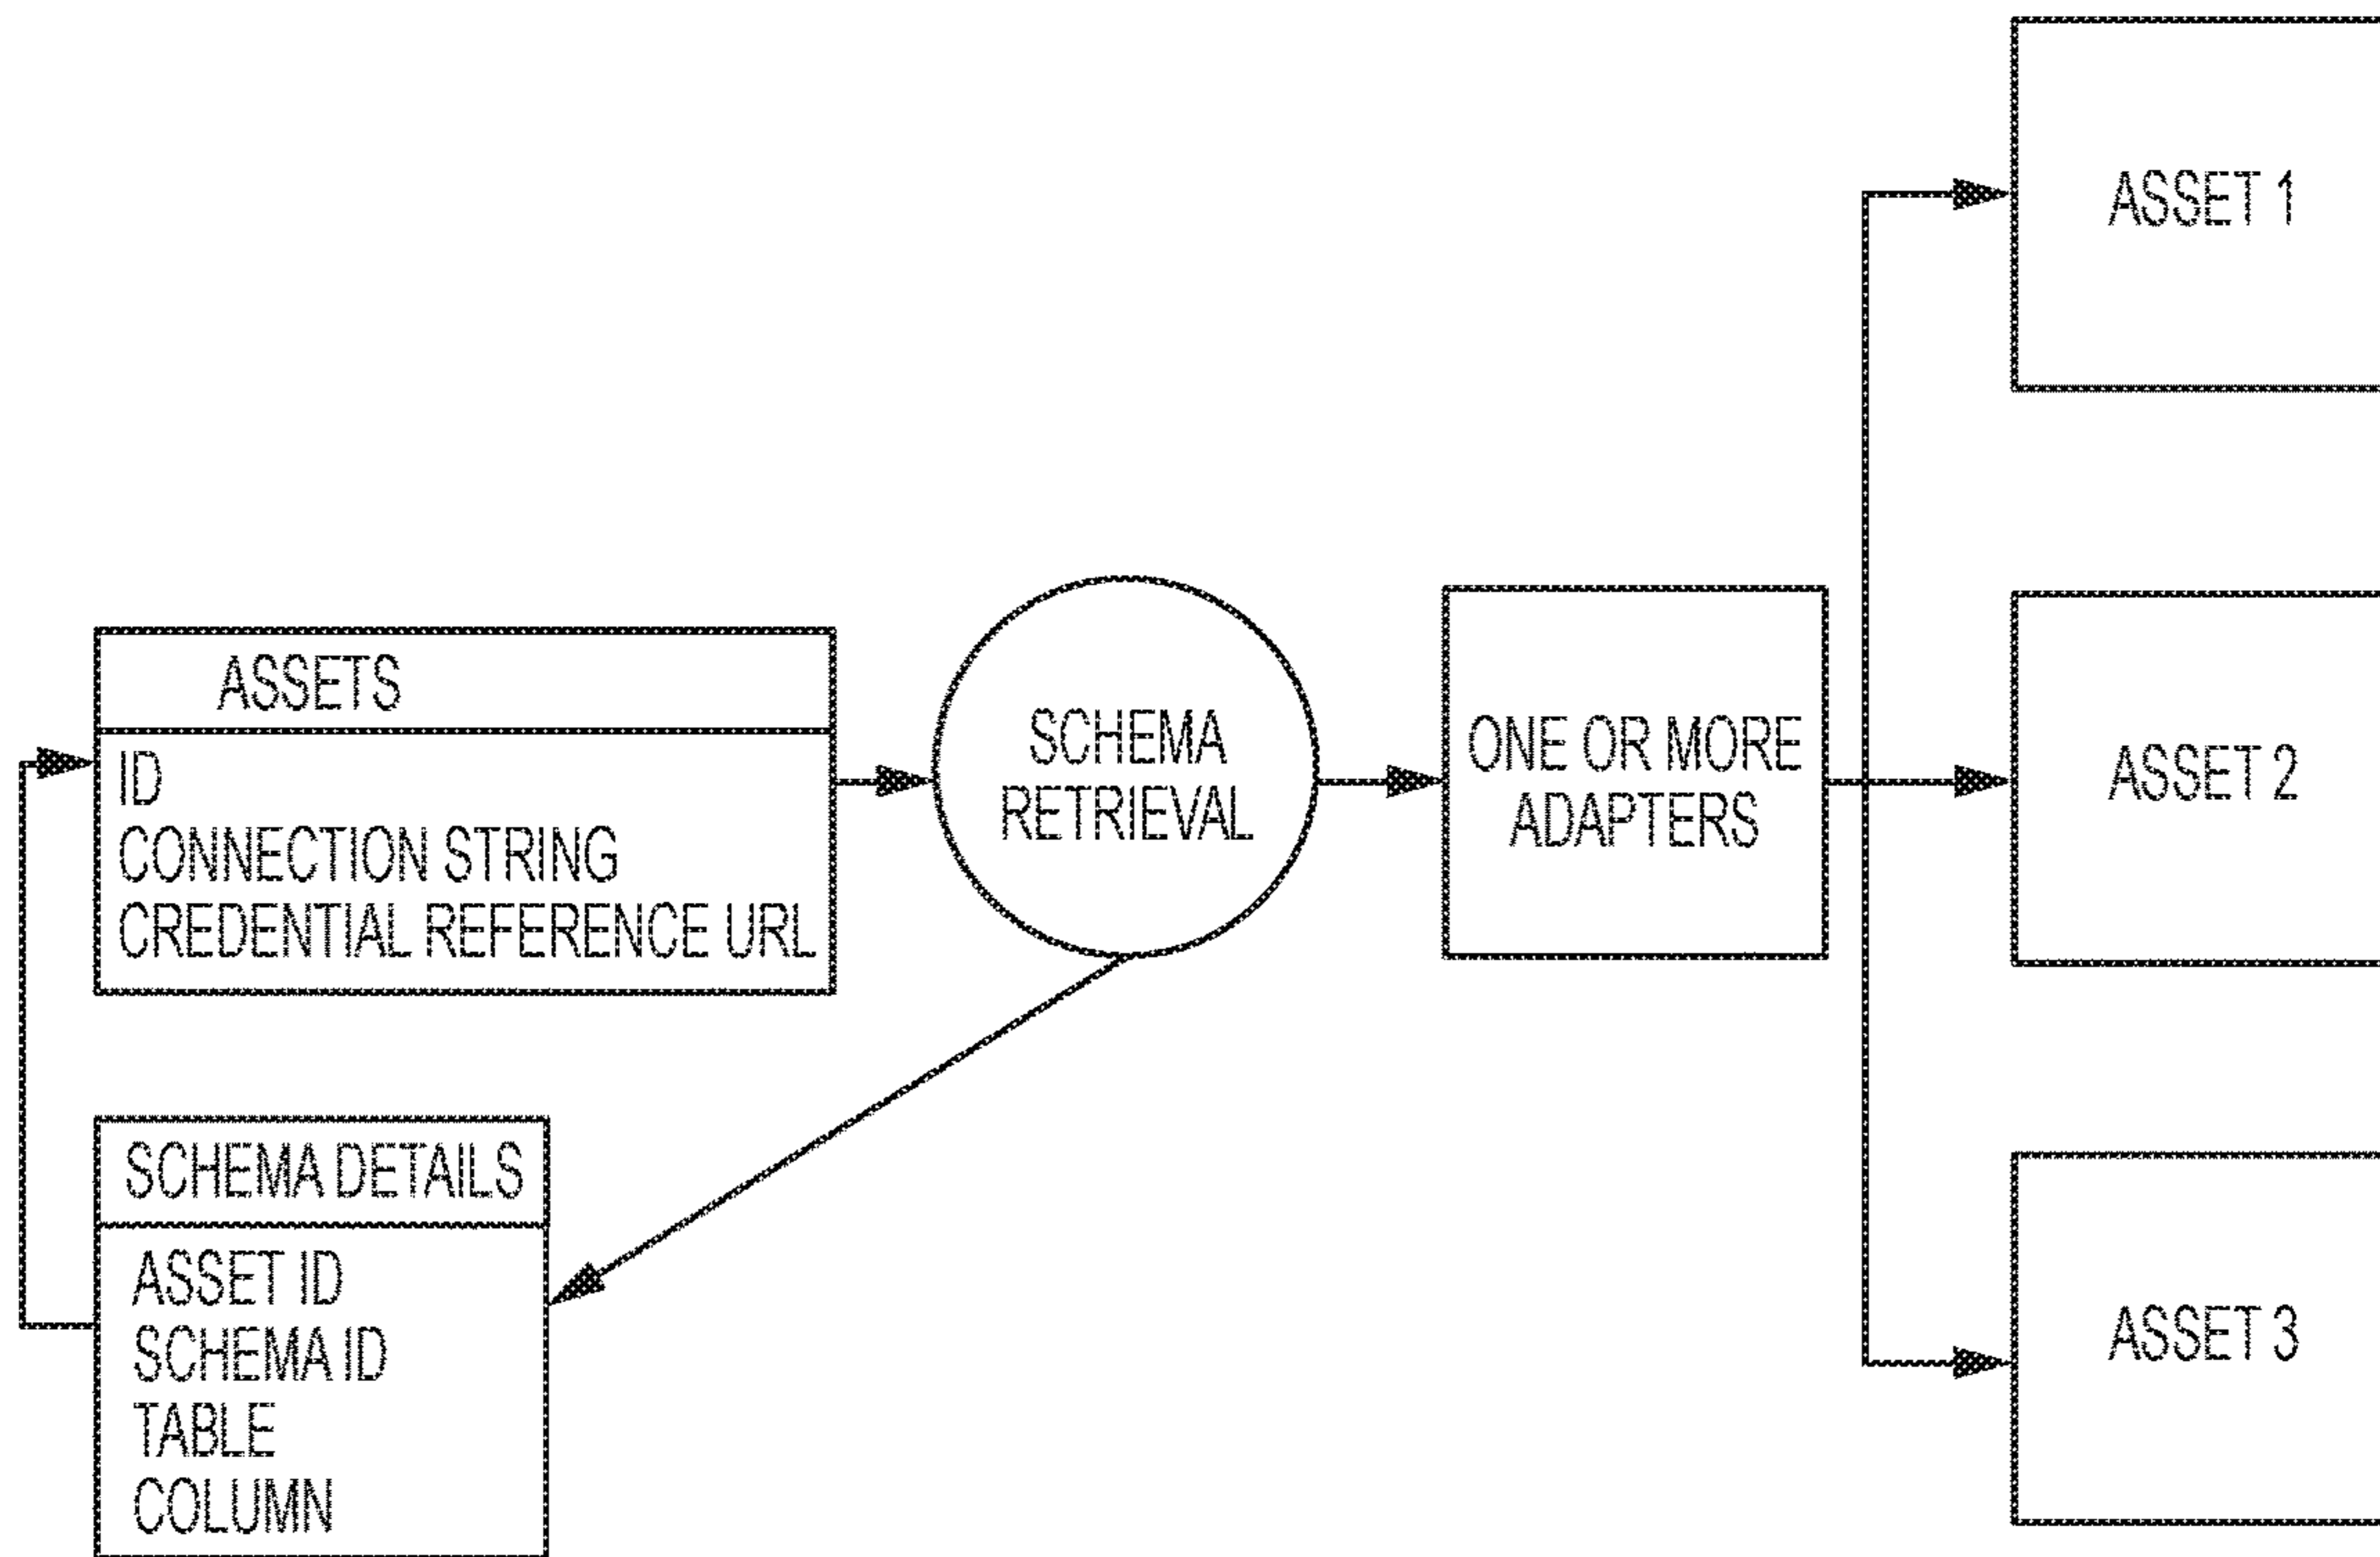 ASSET 1
ASSETS
ID
CONNECTION STRING
CREDENTIAL REFERENCE URL
SCHEMA
RETRIEVAL
ONE OR MORE
ADAPTERS
ASSET 2
SCHEMA DETAILS
ASSET ID
SCHEMA ID
TABLE
COLUMN
ASSET 3